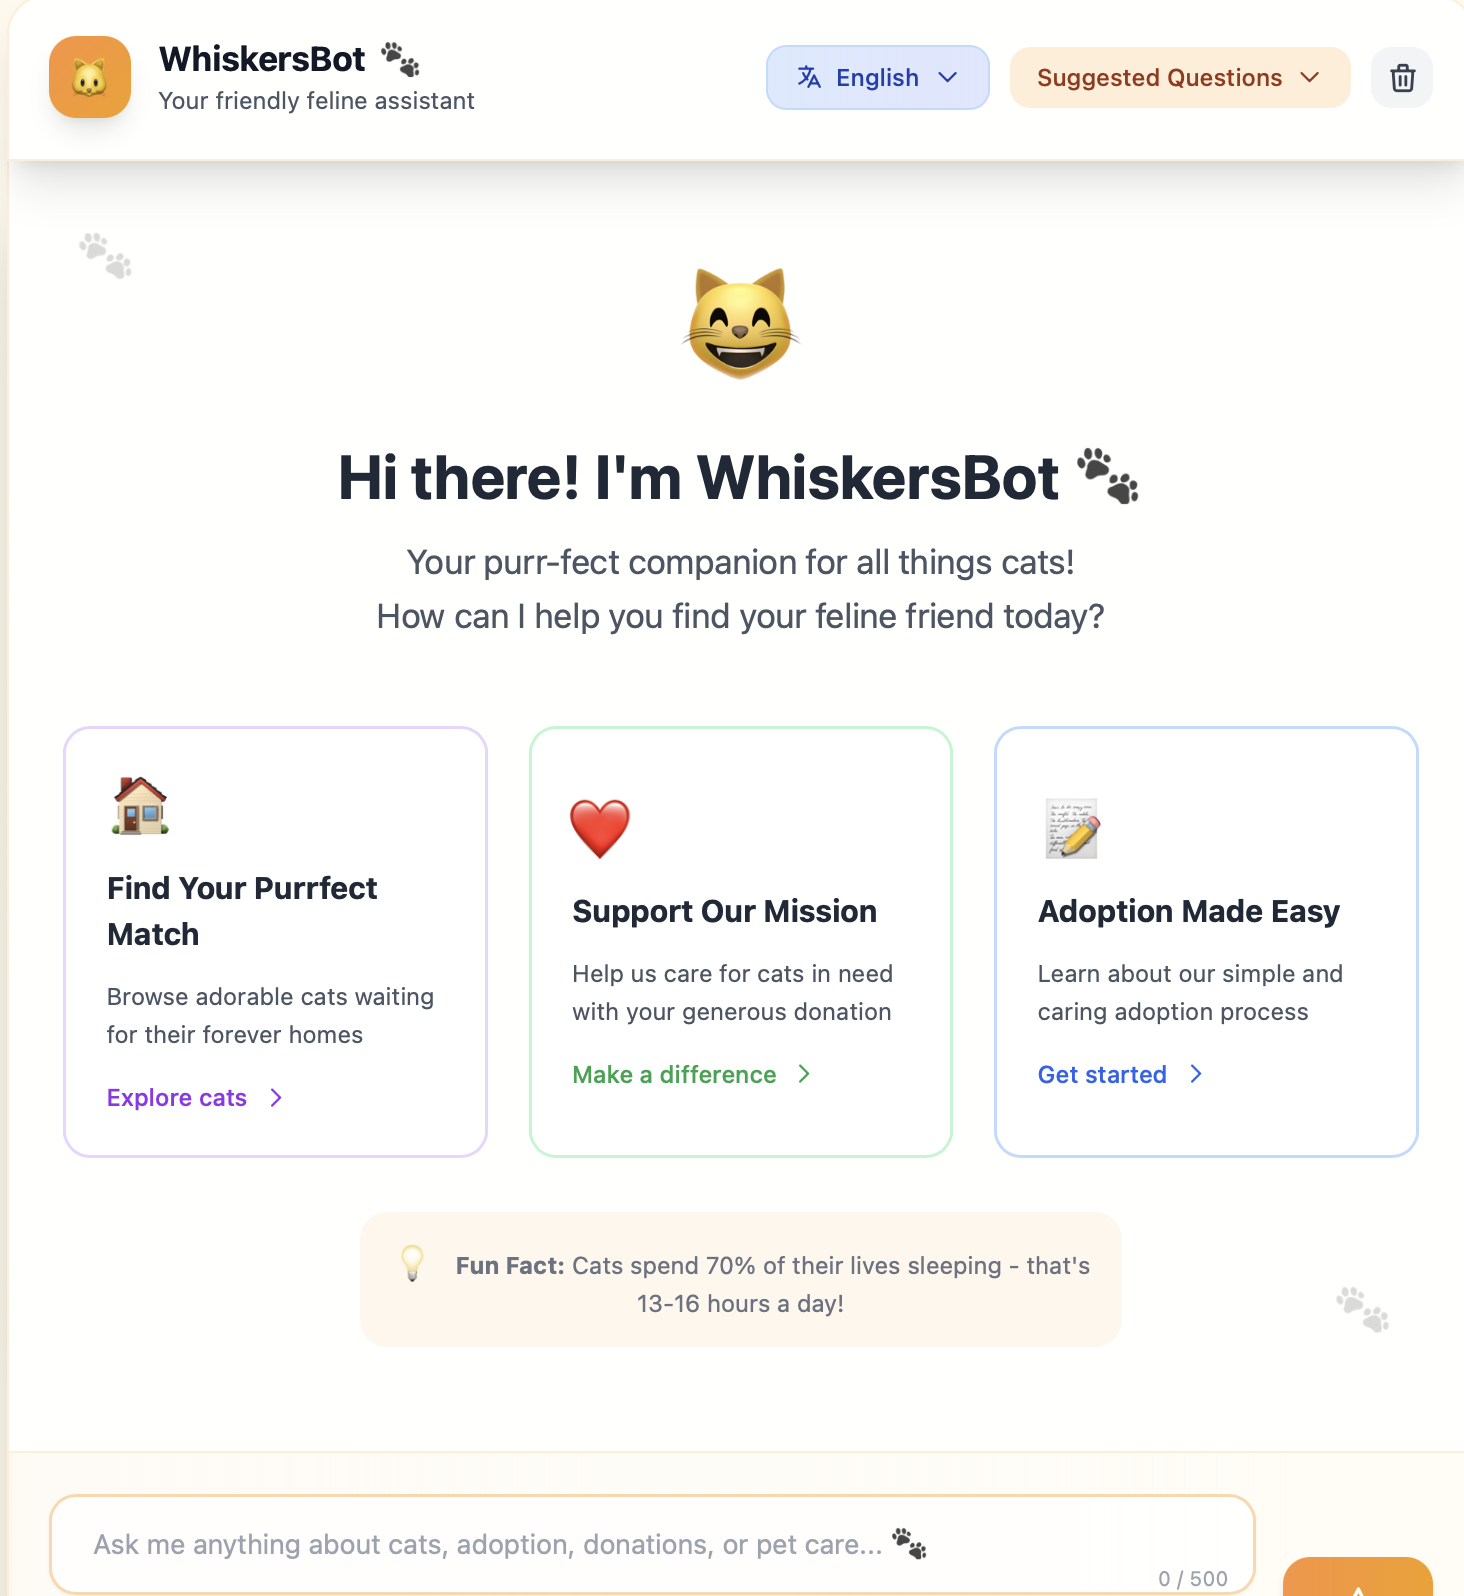 WhiskersBot 🐾
Your friendly feline assistant
English
Suggested Questions
Hi there! I'm WhiskersBot 🐾
Your purr-fect companion for all things cats!
How can I help you find your feline friend today?
Find Your Purrfect
Match
Browse adorable cats waiting
for their forever homes
Explore cats
Support Our Mission
Help us care for cats in need
with your generous donation
Make a difference
Adoption Made Easy
Learn about our simple and
caring adoption process
Get started
Fun Fact: Cats spend 70% of their lives sleeping - that's
13-16 hours a day!
Ask me anything about cats, adoption, donations, or pet care... 🐾
0 / 500